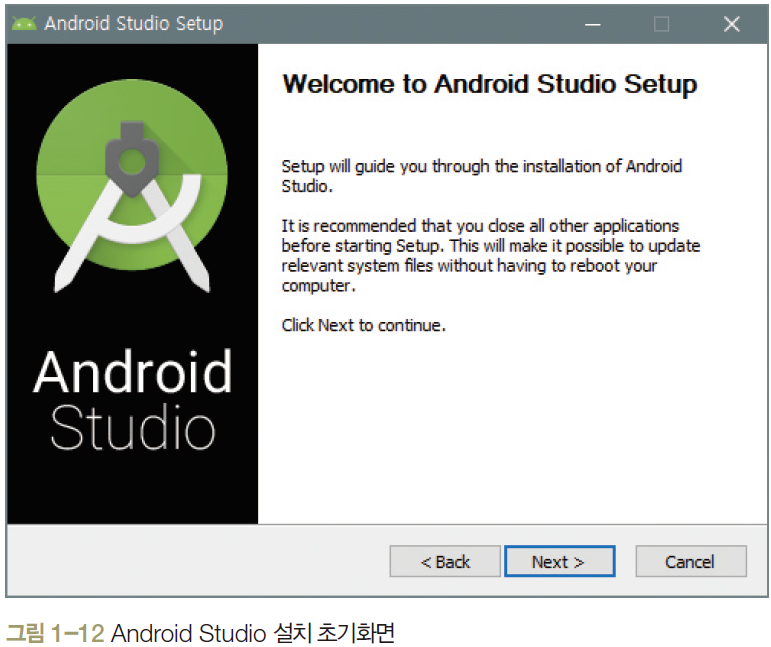 Android Studio Setup
Welcome to Android Studio Setup
Setup will guide you through the installation of Android
Studio.
It is recommended that you close all other applications
before starting Setup. This will make it possible to update
relevant system files without having to reboot your
computer.
Click Next to continue.
Android
Studio
< Back
Next >
Cancel
그림 1-12 Android Studio 설치 초기화면